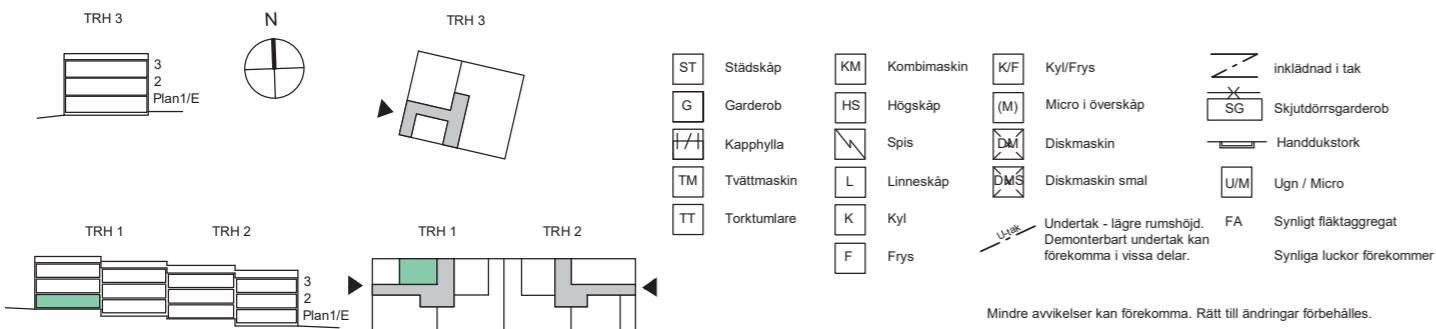 TRH 3
N
TRH 3
3
2
Plan1/E
TRH 1
TRH 2
TRH 1
TRH 2
3
2
Plan1/E
ST Städskåp
G Garderob
Kapphylla
TM Tvättmaskin
TT Torktumlare
KM Kombimaskin
HS Högskåp
Spis
L Linneskåp
K Kyl
F Frys
K/F Kyl/Frys
(M) Micro i överskåp
DM Diskmaskin
DMS Diskmaskin smal
U-tak Undertak - lägre rumshöjd.
Demonterbart undertak kan
förekomma i vissa delar.
inklädnad i tak
SG Skjutdörrsgarderob
Handdukstork
U/M Ugn / Micro
FA Synligt fläktaggregat
Synliga luckor förekommer
Mindre avvikelser kan förekomma. Rätt till ändringar förbehålles.